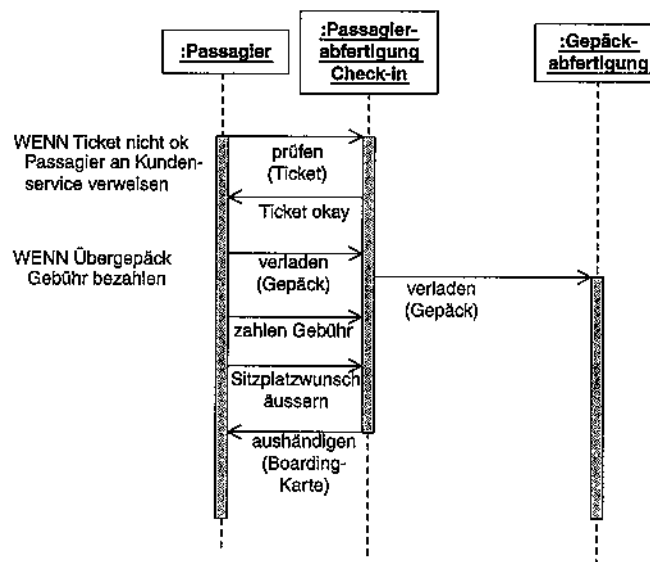 :Passagier
:Passagier-
abfertigung
Check-in
:Gepäck-
abfertigung
WENN Ticket nicht ok
Passagier an Kunden-
service verweisen
prüfen
(Ticket)
Ticket okay
WENN Übergepäck
Gebühr bezahlen
verladen
(Gepäck)
verladen
(Gepäck)
zahlen Gebühr
Sitzplatzwunsch
äussern
aushändigen
(Boarding-
Karte)